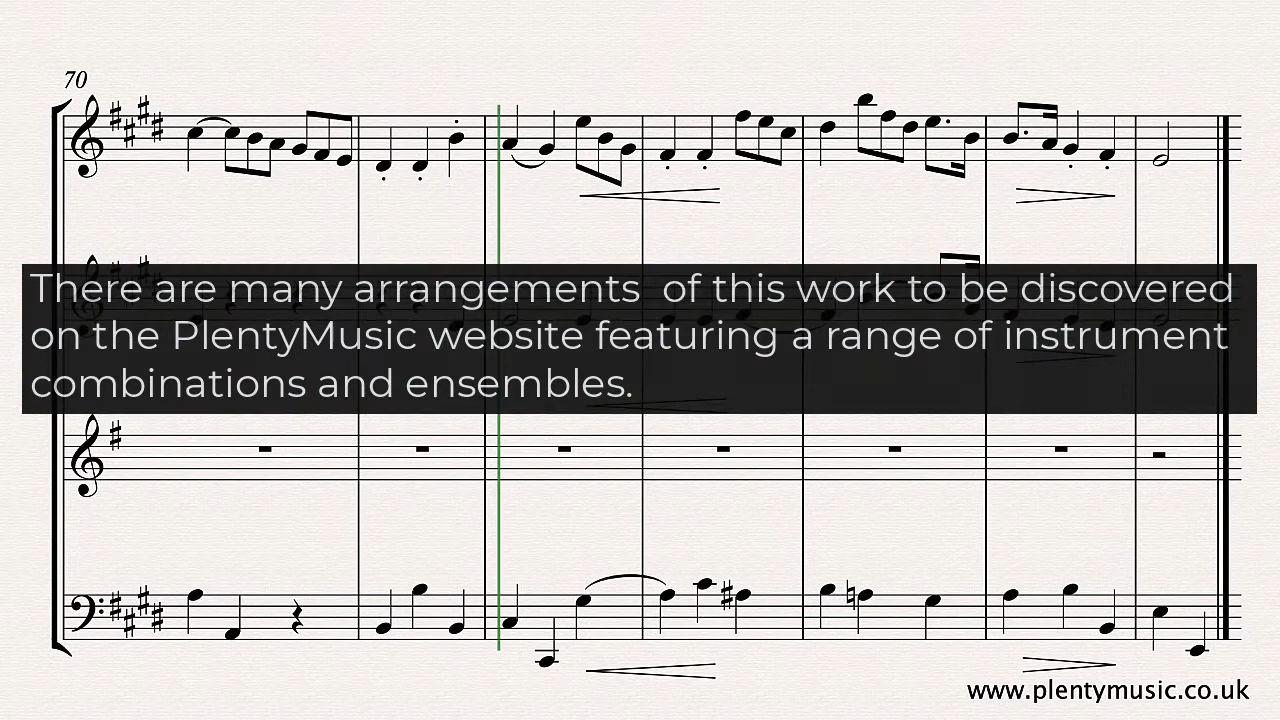 70
There are many arrangements  of this work to be discovered
on the PlentyMusic website featuring a range of instrument
combinations and ensembles.
www.plentymusic.co.uk